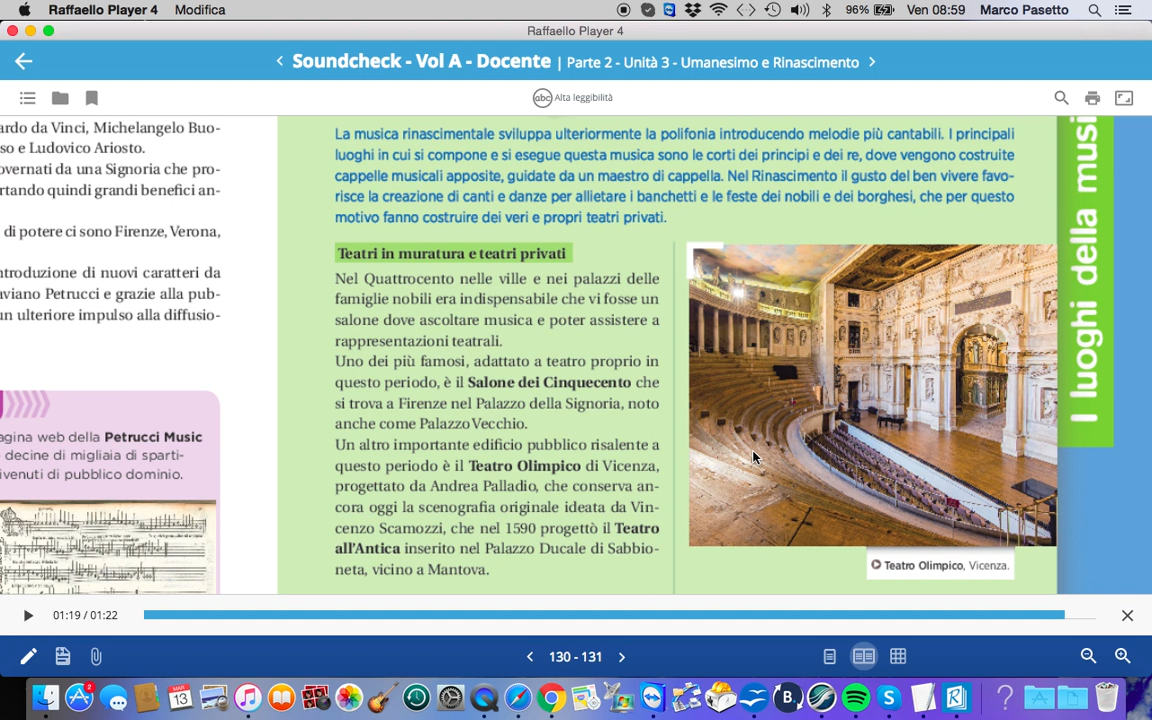 Raffaello Player 4 Modifica 96% Ven 08:59 Marco Pasetto
Raffaello Player 4
Soundcheck - Vol A - Docente | Parte 2 - Unità 3 - Umanesimo e Rinascimento
abc Alta leggibilità
ardo da Vinci, Michelangelo Buo-
so e Ludovico Ariosto.
overnati da una Signoria che pro-
rtando quindi grandi benefici an-
di potere ci sono Firenze, Verona,
ntroduzione di nuovi caratteri da
aviano Petrucci e grazie alla pub-
un ulteriore impulso alla diffusio-
agina web della Petrucci Music
decine di migliaia di sparti-
ivenuti di pubblico dominio.
La musica rinascimentale sviluppa ulteriormente la polifonia introducendo melodie più cantabili. I principali
luoghi in cui si compone e si esegue questa musica sono le corti dei principi e dei re, dove vengono costruite
cappelle musicali apposite, guidate da un maestro di cappella. Nel Rinascimento il gusto del ben vivere favo-
risce la creazione di canti e danze per allietare i banchetti e le feste dei nobili e dei borghesi, che per questo
motivo fanno costruire dei veri e propri teatri privati.
Teatri in muratura e teatri privati
Nel Quattrocento nelle ville e nei palazzi delle
famiglie nobili era indispensabile che vi fosse un
salone dove ascoltare musica e poter assistere a
rappresentazioni teatrali.
Uno dei più famosi, adattato a teatro proprio in
questo periodo, è il Salone dei Cinquecento che
si trova a Firenze nel Palazzo della Signoria, noto
anche come Palazzo Vecchio.
Un altro importante edificio pubblico risalente a
questo periodo è il Teatro Olimpico di Vicenza,
progettato da Andrea Palladio, che conserva an-
cora oggi la scenografia originale ideata da Vin-
cenzo Scamozzi, che nel 1590 progettò il Teatro
all'Antica inserito nel Palazzo Ducale di Sabbio-
neta, vicino a Mantova.
Teatro Olimpico, Vicenza.
I luoghi della musi
01:19 / 01:22
130 - 131
2
MAR
13
B.
S
R